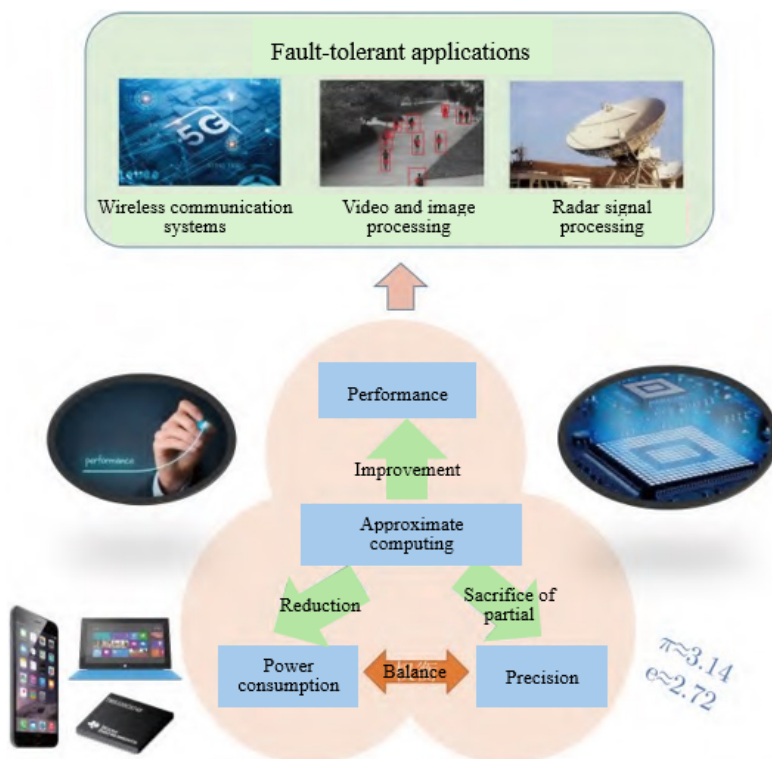 Fault-tolerant applications
5G
Wireless communication
systems
Video and image
processing
Radar signal
processing
Performance
performance
Improvement
Approximate
computing
Reduction
Sacrifice of
partial
Power
consumption
Balance
Precision
π≈3.14
e≈2.72